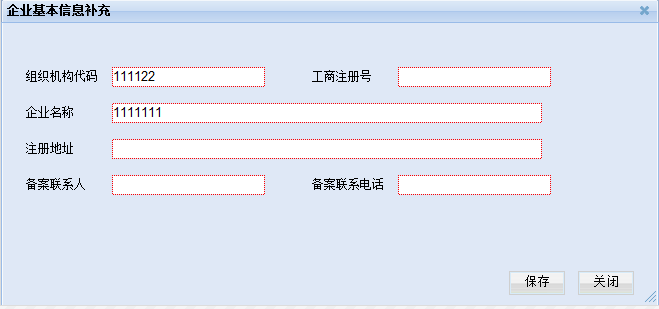 企业基本信息补充
组织机构代码 111122 工商注册号
企业名称 1111111
注册地址
备案联系人 备案联系电话
保存 关闭